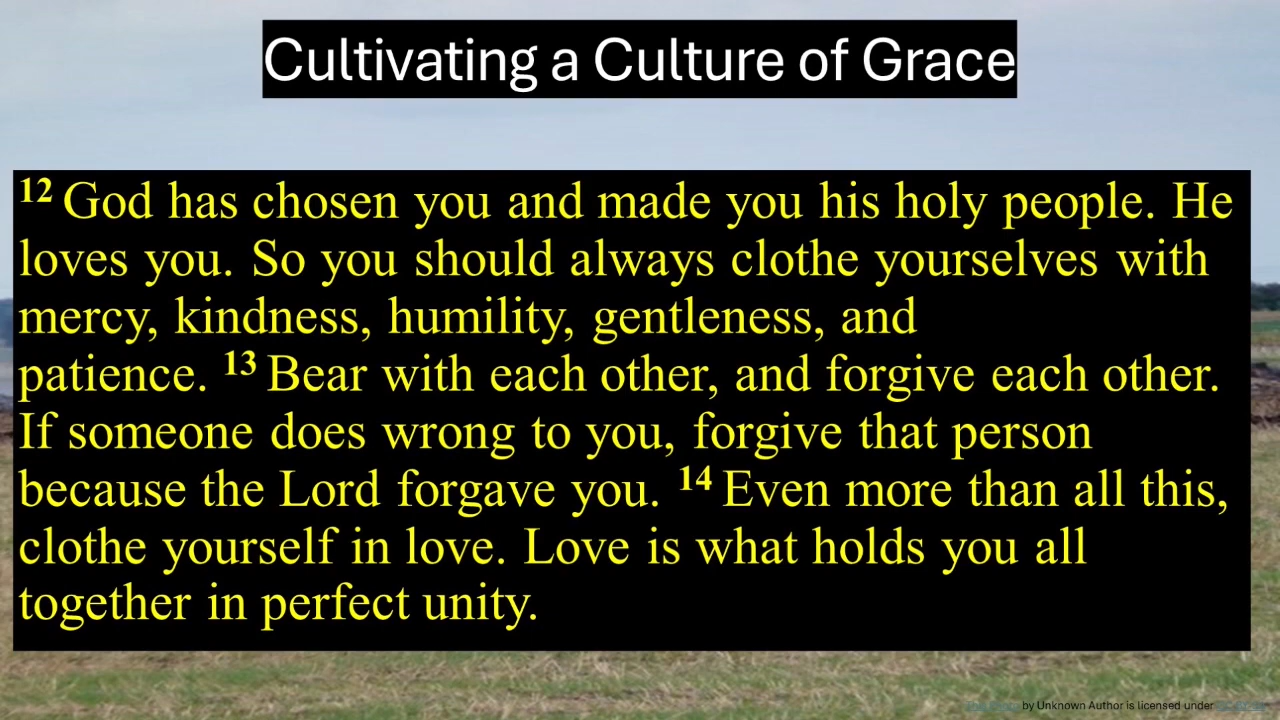 Cultivating a Culture of Grace
12 God has chosen you and made you his holy people. He
loves you. So you should always clothe yourselves with
mercy, kindness, humility, gentleness, and
patience. 13 Bear with each other, and forgive each other.
If someone does wrong to you, forgive that person
because the Lord forgave you. 14 Even more than all this,
clothe yourself in love. Love is what holds you all
together in perfect unity.
by Unknown Author is licensed under